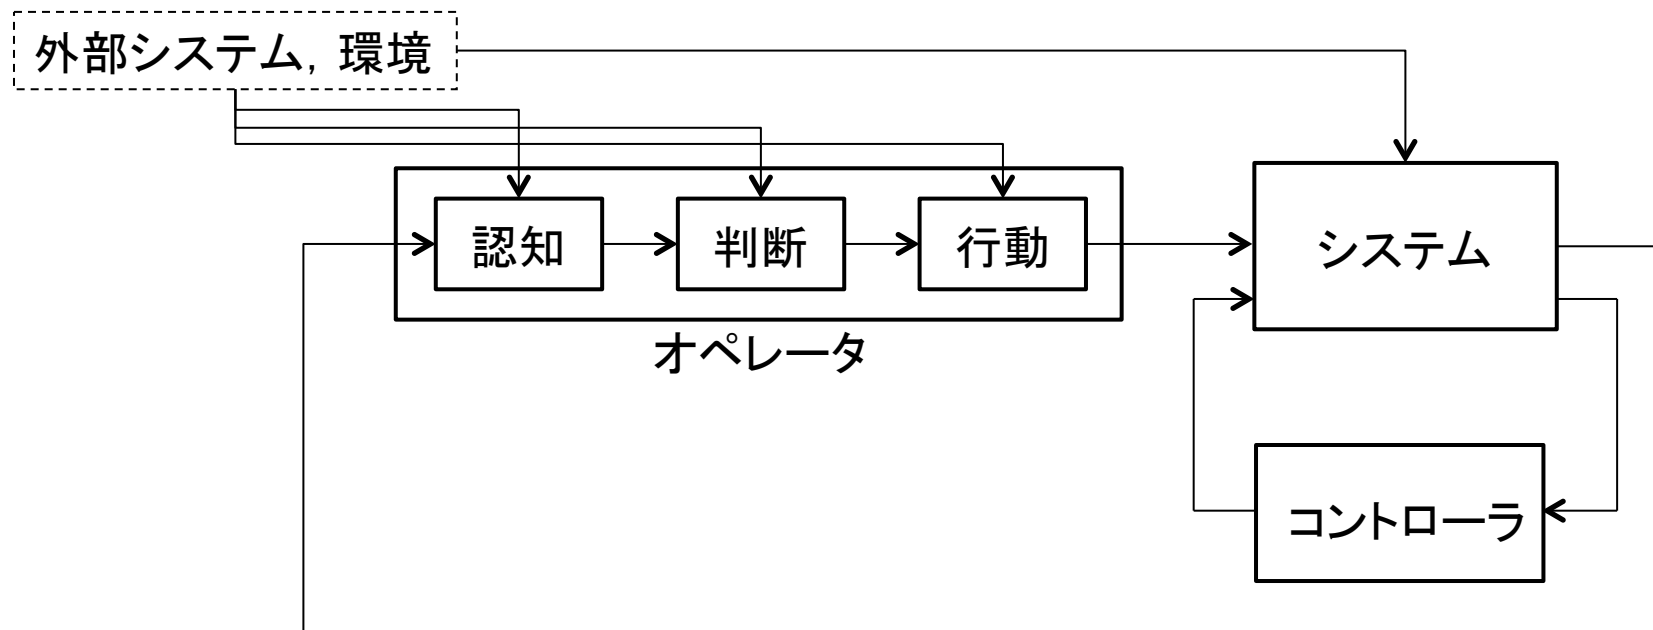 外部システム，環境
認知
判断
行動
オペレータ
システム
コントローラ